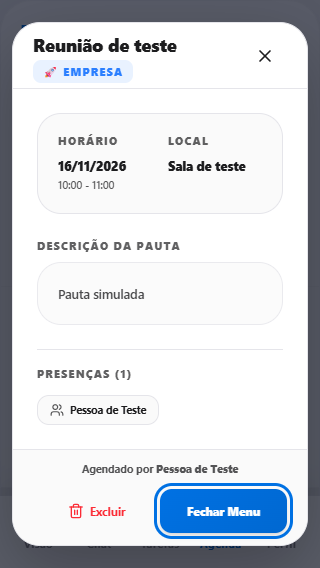 Reunião de teste
🚀 EMPRESA
HORÁRIO
16/11/2026
10:00 - 11:00
LOCAL
Sala de teste
DESCRIÇÃO DA PAUTA
Pauta simulada
PRESENÇAS (1)
Pessoa de Teste
Agendado por Pessoa de Teste
Excluir
Fechar Menu